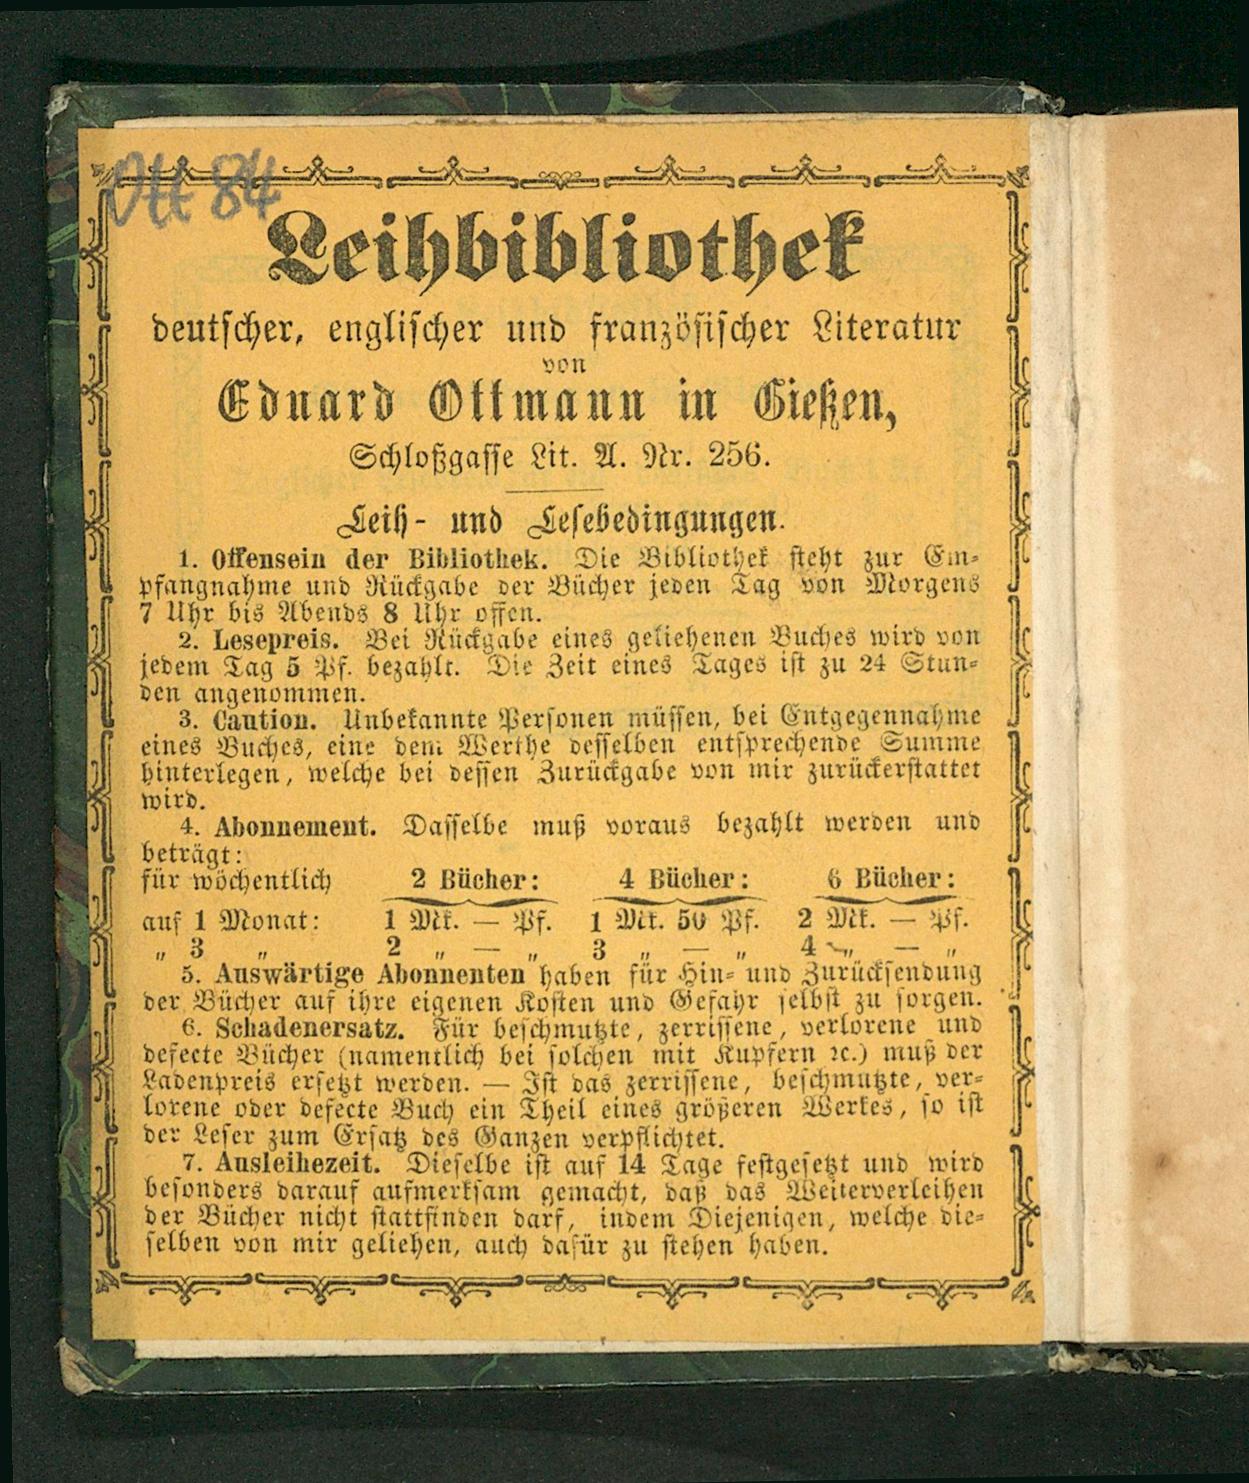 Ott 84
Leihbibliothek
deutscher, englischer und französischer Literatur
von
Eduard Ottmann in Gießen,
Schloßgasse Lit. A. Nr. 256.
Leih- und Lesebedingungen.
1. Offensein der Bibliothek. Die Bibliothek steht zur Em-
pfangnahme und Rückgabe der Bücher jeden Tag von Morgens
7 Uhr bis Abends 8 Uhr offen.
2. Lesepreis. Bei Rückgabe eines geliehenen Buches wird von
jedem Tag 5 Pf. bezahlt. Die Zeit eines Tages ist zu 24 Stun-
den angenommen.
3. Caution. Unbekannte Personen müssen, bei Entgegennahme
eines Buches, eine dem Werthe desselben entsprechende Summe
hinterlegen, welche bei dessen Zurückgabe von mir zurückerstattet
wird.
4. Abonnement. Dasselbe muß voraus bezahlt werden und
beträgt:
für wöchentlich 2 Bücher: 4 Bücher: 6 Bücher:
auf 1 Monat: 1 Mk. — Pf. 1 Mk. 50 Pf. 2 Mk. — Pf.
„ 3 „ 2 „ — „ 3 „ — „ 4 „ — „
5. Auswärtige Abonnenten haben für Hin- und Zurücksendung
der Bücher auf ihre eigenen Kosten und Gefahr selbst zu sorgen.
6. Schadenersatz. Für beschmutzte, zerrissene, verlorene und
defecte Bücher (namentlich bei solchen mit Kupfern ꝛc.) muß der
Ladenpreis ersetzt werden. — Ist das zerrissene, beschmutzte, ver-
lorene oder defecte Buch ein Theil eines größeren Werkes, so ist
der Leser zum Ersatz des Ganzen verpflichtet.
7. Ausleihezeit. Dieselbe ist auf 14 Tage festgesetzt und wird
besonders darauf aufmerksam gemacht, daß das Weiterverleihen
der Bücher nicht stattfinden darf, indem Diejenigen, welche die-
selben von mir geliehen, auch dafür zu stehen haben.